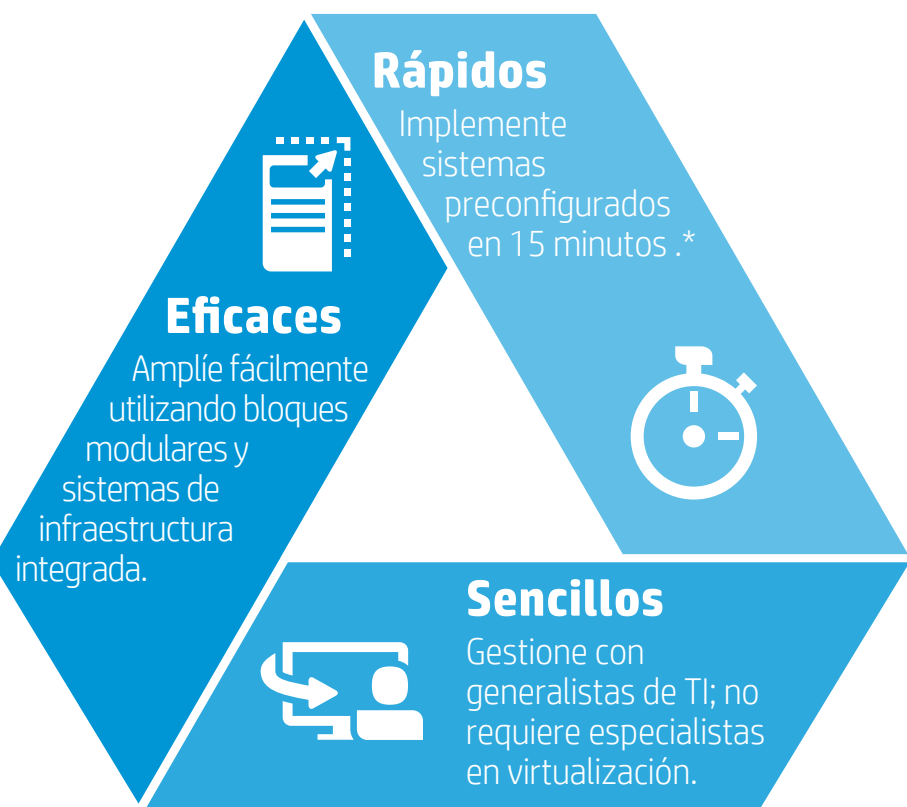 Rápidos
Implemente
sistemas
preconfigurados
en 15 minutos .*
Eficaces
Amplíe fácilmente
utilizando bloques
modulares y
sistemas de
infraestructura
integrada.
Sencillos
Gestione con
generalistas de TI; no
requiere especialistas
en virtualización.